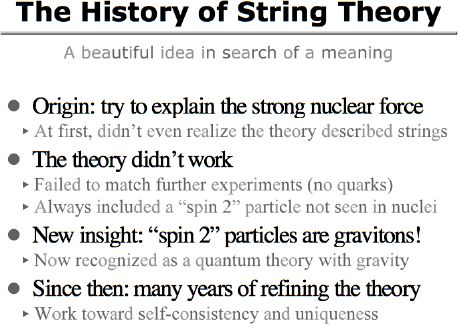 The History of String Theory
A beautiful idea in search of a meaning
● Origin: try to explain the strong nuclear force
▸ At first, didn't even realize the theory described strings
● The theory didn't work
▸ Failed to match further experiments (no quarks)
▸ Always included a “spin 2” particle not seen in nuclei
● New insight: “spin 2” particles are gravitons!
▸ Now recognized as a quantum theory with gravity
● Since then: many years of refining the theory
▸ Work toward self-consistency and uniqueness